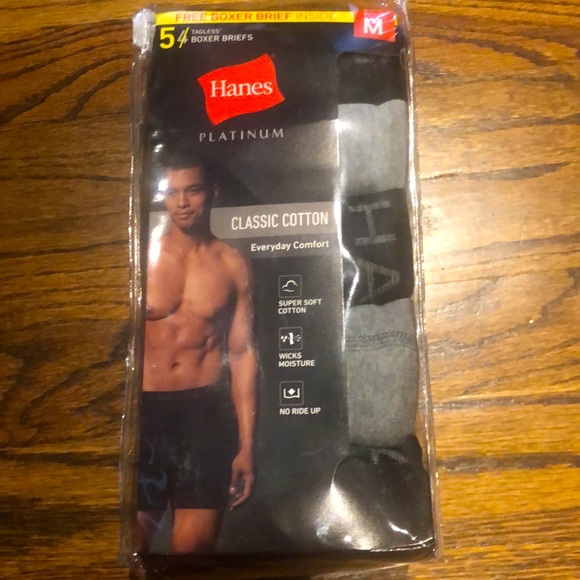 FREE BOXER BRIEF INSIDE
5 4 TAGLESS
BOXER BRIEFS
M
Hanes
PLATINUM
CLASSIC COTTON
Everyday Comfort
SUPER SOFT
COTTON
WICKS
MOISTURE
NO RIDE UP
HA